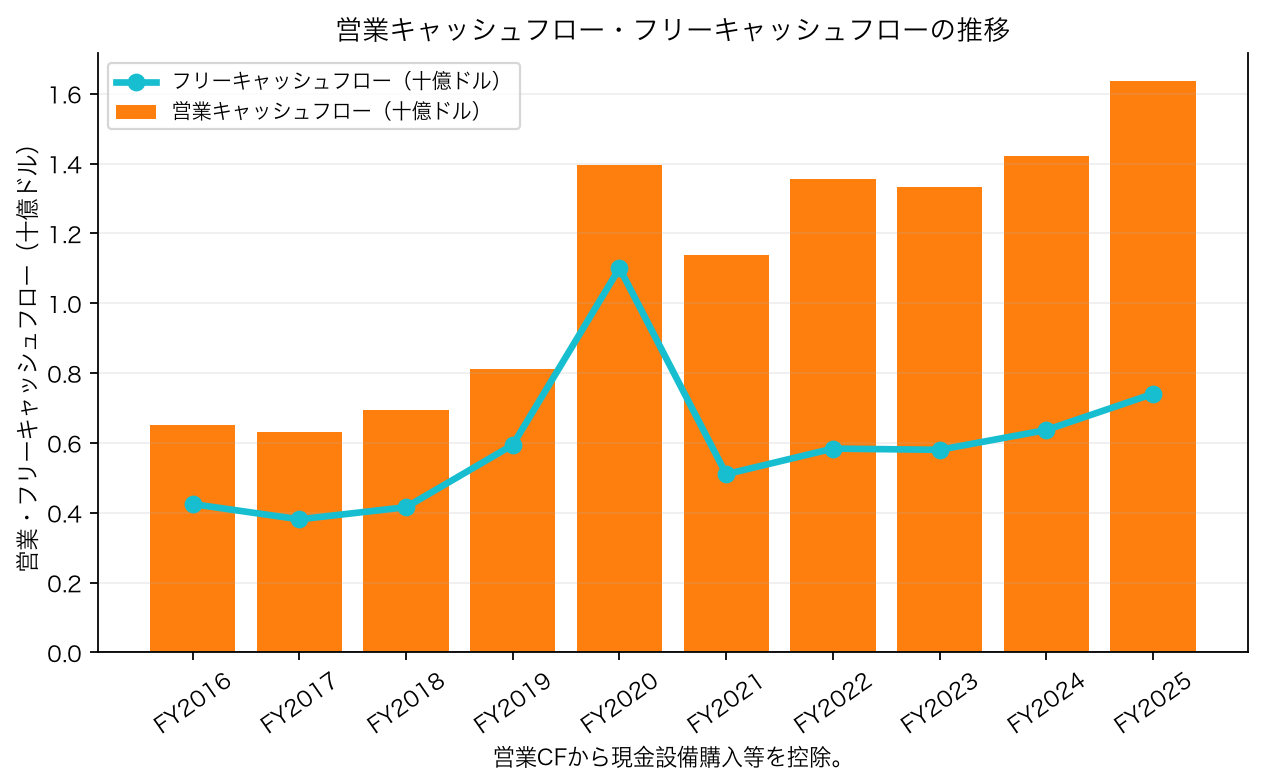 営業キャッシュフロー・フリーキャッシュフローの推移
フリーキャッシュフロー（十億ドル）
営業キャッシュフロー（十億ドル）
営業・フリーキャッシュフロー（十億ドル）
1.6
1.4
1.2
1.0
0.8
0.6
0.4
0.2
0.0
FY2016
FY2017
FY2018
FY2019
FY2020
FY2021
FY2022
FY2023
FY2024
FY2025
営業CFから現金設備購入等を控除。